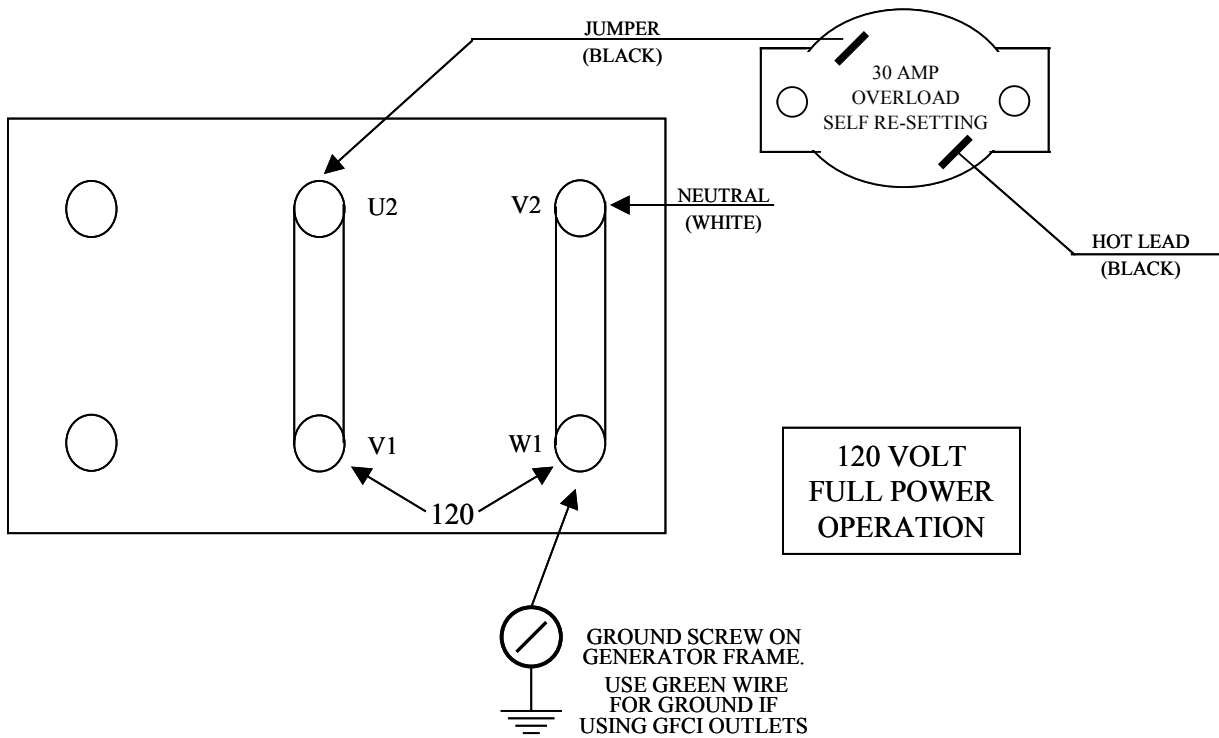 JUMPER
(BLACK)
30 AMP
OVERLOAD
SELF RE-SETTING
U2
V2
NEUTRAL
(WHITE)
HOT LEAD
(BLACK)
V1
W1
120
120 VOLT
FULL POWER
OPERATION
GROUND SCREW ON
GENERATOR FRAME.
USE GREEN WIRE
FOR GROUND IF
USING GFCI OUTLETS